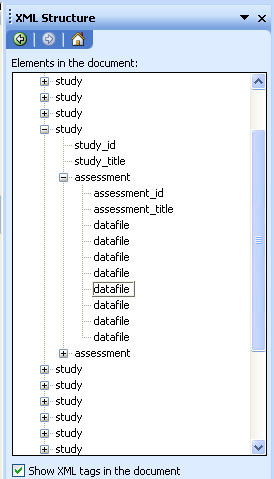 XML Structure
Elements in the document:
study
study
study
study
study_id
study_title
assessment
assessment_id
assessment_title
datafile
datafile
datafile
datafile
datafile
datafile
datafile
datafile
assessment
study
study
study
study
study
study
Show XML tags in the document